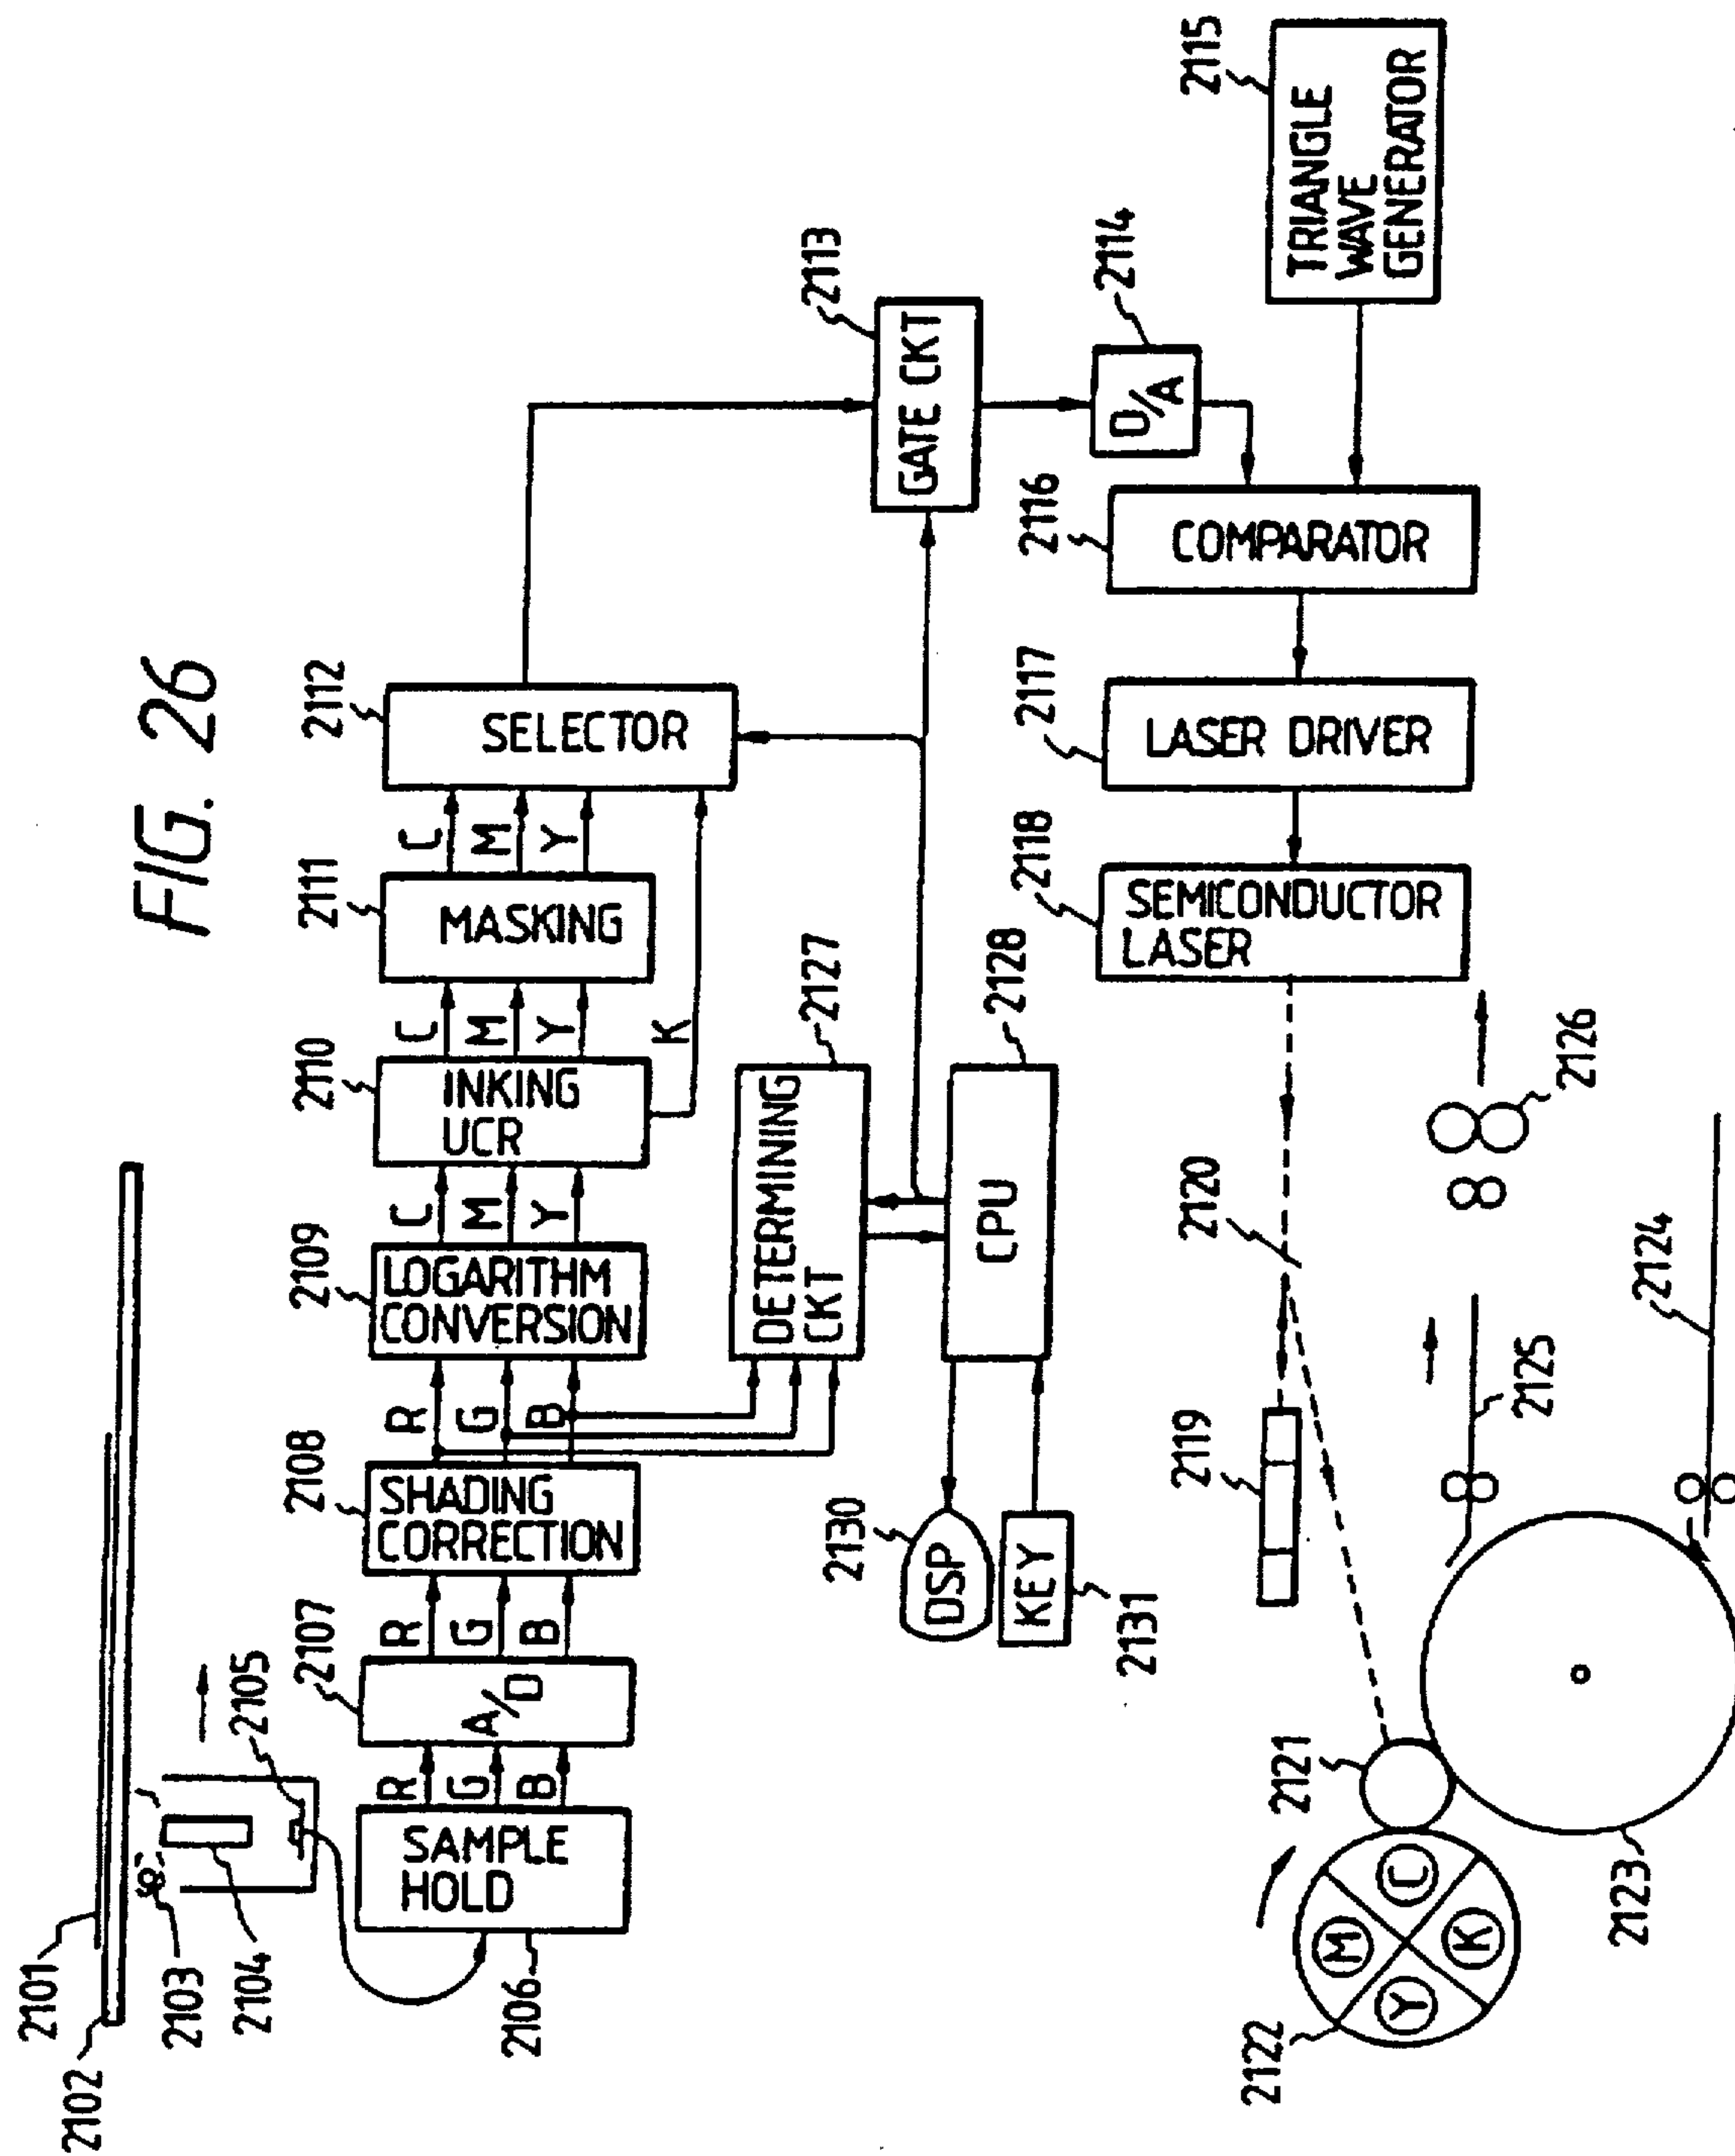 FIG. 26
2101
2102
2103
2104
2105
2106
SAMPLE
HOLD
R
G
B
2107
A/D
R
G
B
2108
SHADING
CORRECTION
R
G
B
2109
LOGARITHM
CONVERSION
C
M
Y
2110
INKING
UCR
C
M
Y
K
2111
MASKING
C
M
Y
2112
SELECTOR
2113
GATE CKT
2114
D/A
2115
TRIANGLE
WAVE
GENERATOR
2127
DETERMINING
CKT
2128
CPU
2130
DSP
KEY
2131
2116
COMPARATOR
2117
LASER DRIVER
2118
SEMICONDUCTOR
LASER
2119
2120
2121
2122
M
C
Y
K
2123
2124
2125
2126